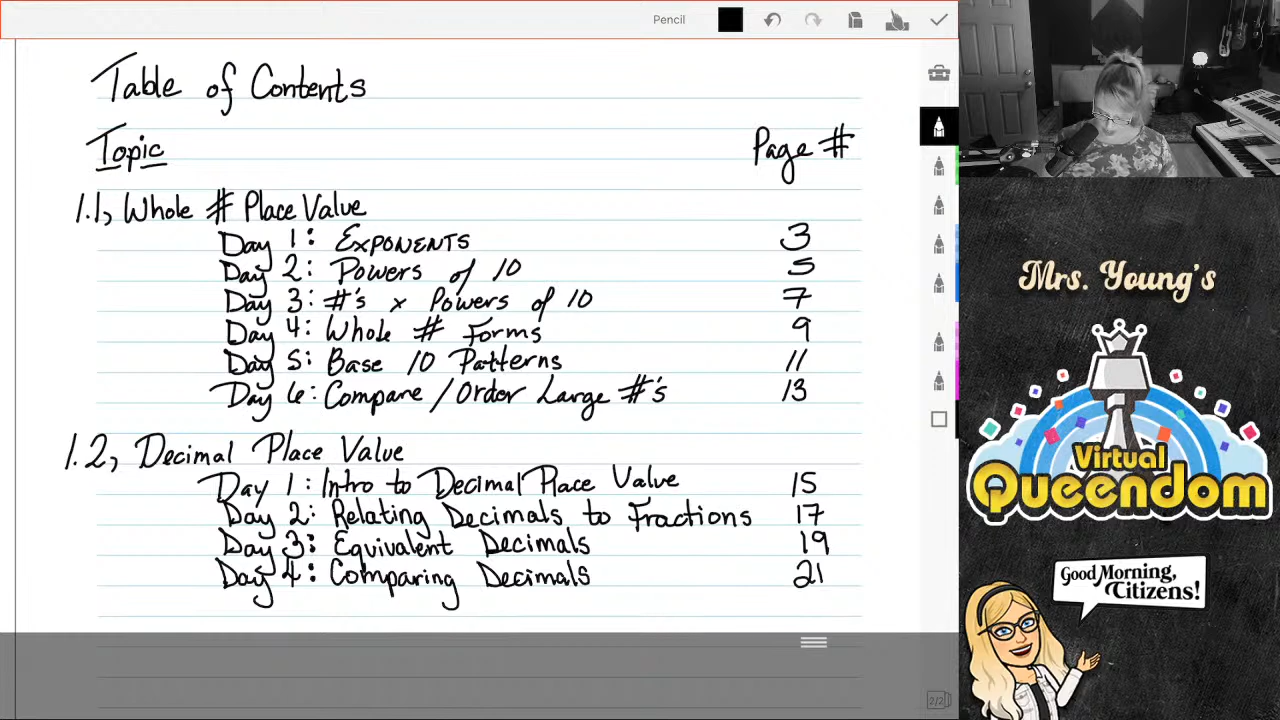 Pencil
Table of Contents
Topic Page #
1.1, Whole # Place Value
Day 1: Exponents 3
Day 2: Powers of 10 5
Day 3: #'s x Powers of 10 7
Day 4: Whole # Forms 9
Day 5: Base 10 Patterns 11
Day 6: Compare/Order Large #'s 13
1.2, Decimal Place Value
Day 1: Intro to Decimal Place Value 15
Day 2: Relating Decimals to Fractions 17
Day 3: Equivalent Decimals 19
Day 4: Comparing Decimals 21
2/2
Mrs. Young's
Virtual
Queendom
Good Morning,
Citizens!